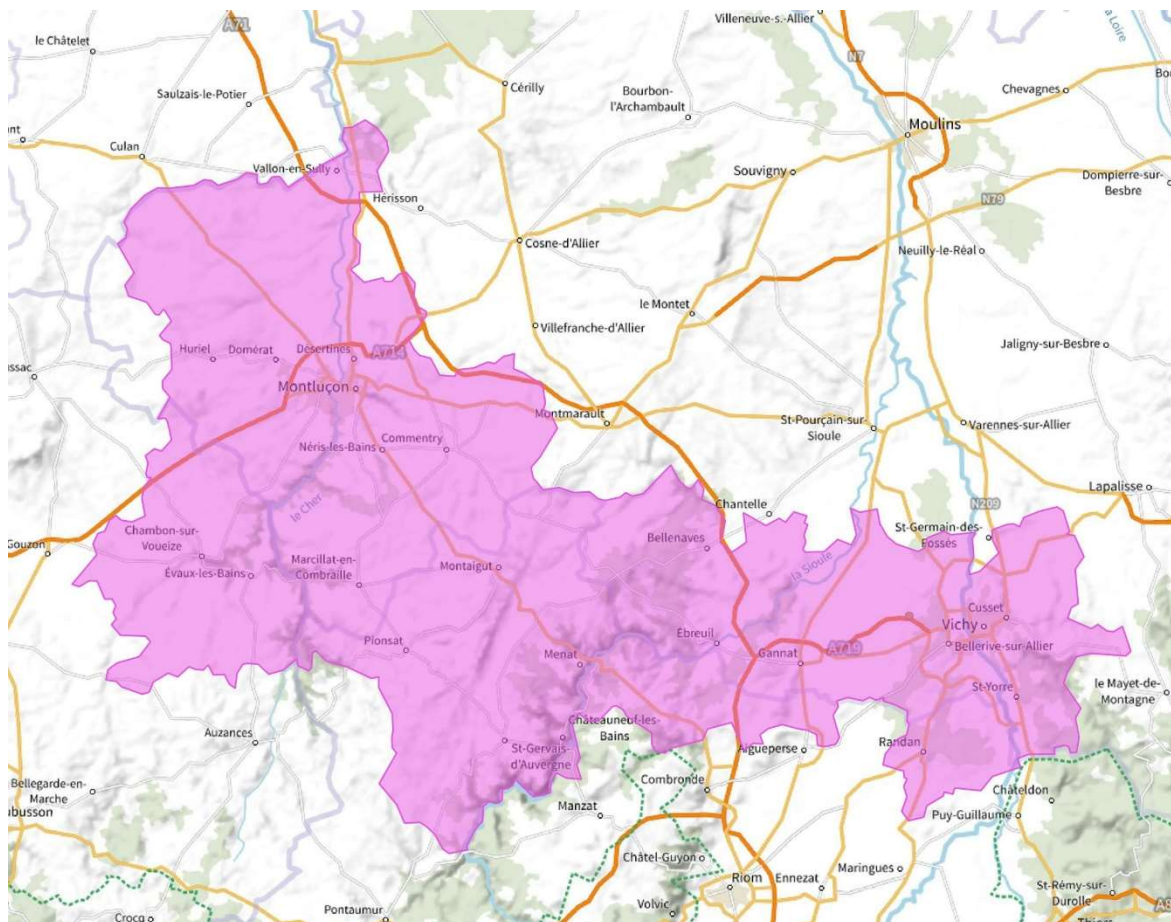 A71
Villeneuve-s.-Allier
la Loire
le Châtelet
N7
Saulzais-le-Potier
Cérilly
Bourbon-
l'Archambault
Chevagnes
Moulins
Culan
Vallon-en-Sully
Souvigny
Dompierre-sur-
Besbre
Hérisson
N79
Cosne-d'Allier
Neuilly-le-Réal
le Montet
Villefranche-d'Allier
Jaligny-sur-Besbre
Huriel
Domérat
Désertines
A714
Montluçon
Montmarault
St-Pourçain-sur-
Sioule
Varennes-sur-Allier
Néris-les-Bains
Commentry
Lapalisse
le Cher
Chantelle
N209
St-Germain-des-
Fossés
Gouzon
Chambon-sur-
Voueize
Bellenaves
Évaux-les-Bains
Marcillat-en-
Combraille
Montaigut
la Sioule
Cusset
Vichy
Pionsat
Ébreuil
A719
Bellerive-sur-Allier
Menat
Gannat
St-Yorre
le Mayet-de-
Montagne
Auzances
Châteauneuf-les-
Bains
St-Gervais-
d'Auvergne
Aigueperse
Randan
Bellegarde-en-
Marche
Combronde
Châteldon
Manzat
Puy-Guillaume
Châtel-Guyon
Maringues
Riom
Ennezat
St-Rémy-sur-
Durolle
Crocq
Pontaumur
Volvic